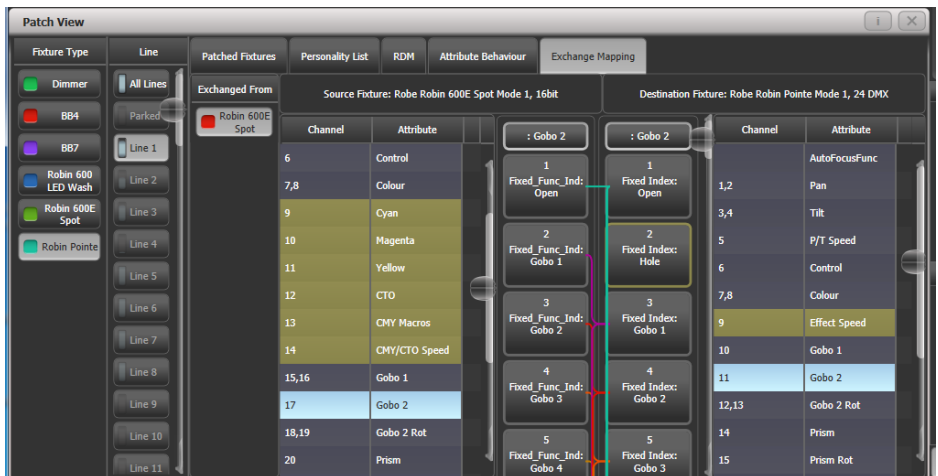 Patch View
i
Fixture Type
Line
Patched Fixtures
Personality List
RDM
Attribute Behaviour
Exchange Mapping
Dimmer
BB4
BB7
Robin 600
LED Wash
Robin 600E
Spot
Robin Pointe
All Lines
Parked
Line 1
Line 2
Line 3
Line 4
Line 5
Line 6
Line 7
Line 8
Line 9
Line 10
Line 11
Exchanged From
Robin 600E
Spot
Source Fixture: Robe Robin 600E Spot Mode 1, 16bit
Destination Fixture: Robe Robin Pointe Mode 1, 24 DMX
Channel Attribute
6 Control
7,8 Colour
9 Cyan
10 Magenta
11 Yellow
12 CTO
13 CMY Macros
14 CMY/CTO Speed
15,16 Gobo 1
17 Gobo 2
18,19 Gobo 2 Rot
20 Prism
: Gobo 2
1
Fixed_Func_Ind:
Open
2
Fixed_Func_Ind:
Gobo 1
3
Fixed_Func_Ind:
Gobo 2
4
Fixed_Func_Ind:
Gobo 3
5
Fixed_Func_Ind:
Gobo 4
: Gobo 2
1
Fixed Index:
Open
2
Fixed Index:
Hole
3
Fixed Index:
Gobo 1
4
Fixed Index:
Gobo 2
5
Fixed Index:
Gobo 3
Channel Attribute
AutoFocusFunc
1,2 Pan
3,4 Tilt
5 P/T Speed
6 Control
7,8 Colour
9 Effect Speed
10 Gobo 1
11 Gobo 2
12,13 Gobo 2 Rot
14 Prism
15 Prism Rot